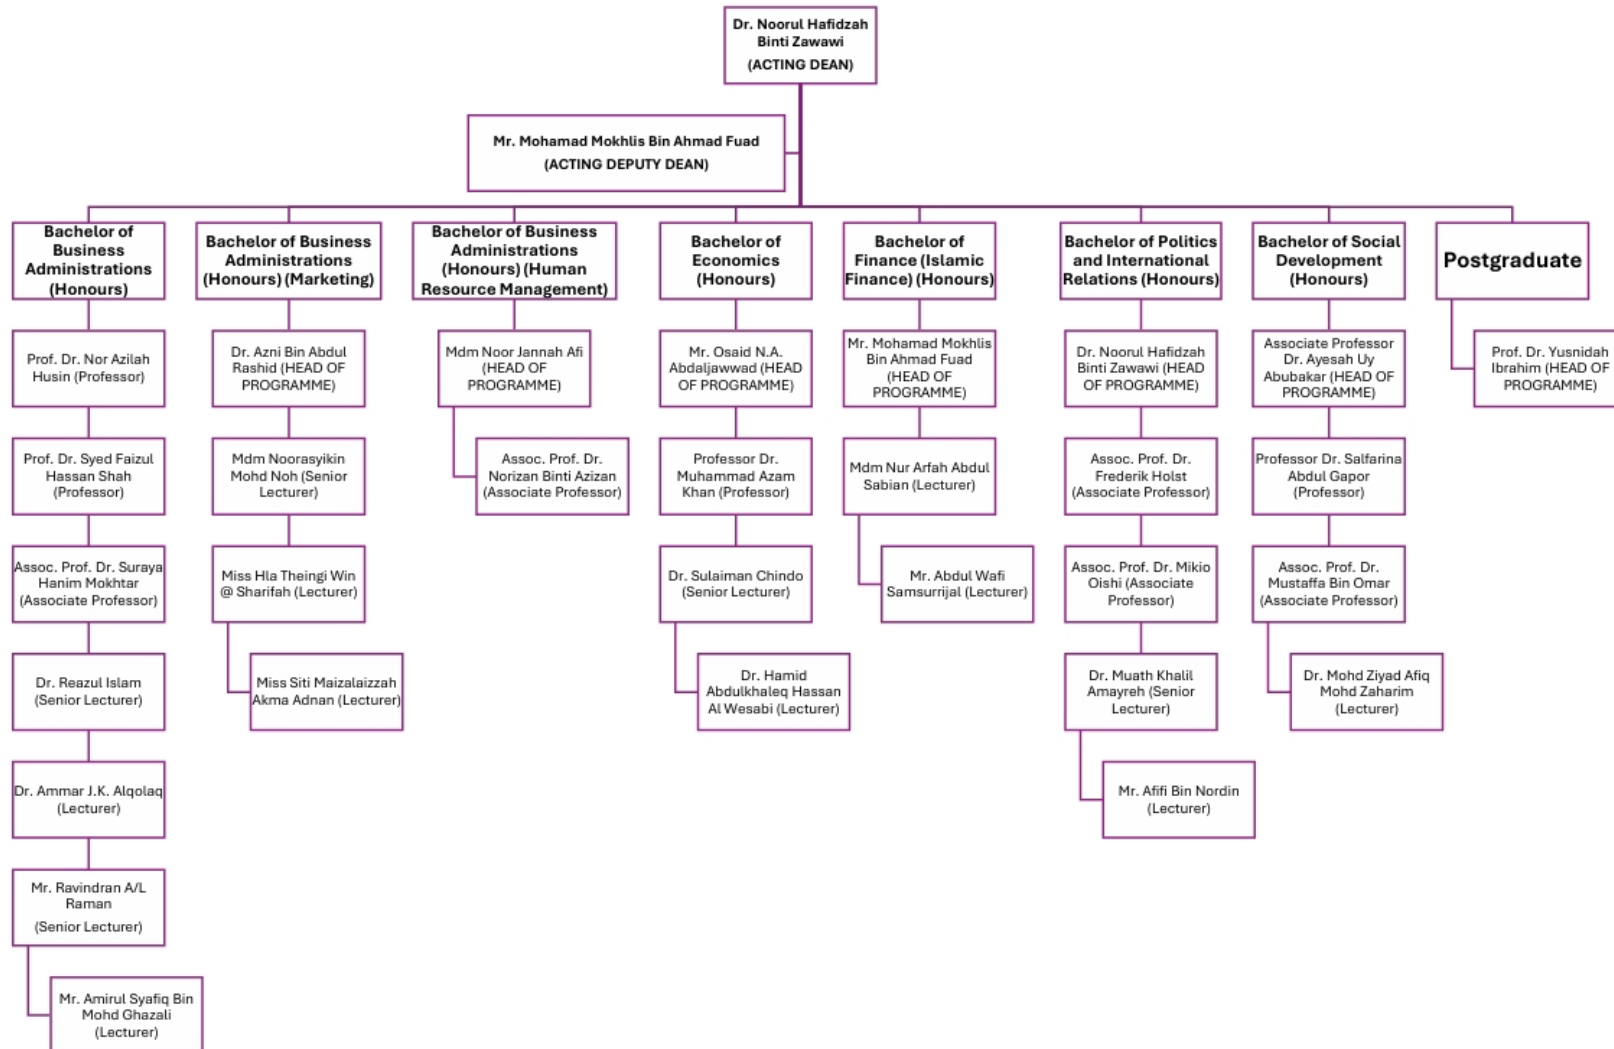 Dr. Noorul Hafidzah
Binti Zawawi
(ACTING DEAN)
Mr. Mohamad Mokhlis Bin Ahmad Fuad
(ACTING DEPUTY DEAN)
Bachelor of
Business
Administrations
(Honours)
Prof. Dr. Nor Azilah
Husin (Professor)
Prof. Dr. Syed Faizul
Hassan Shah
(Professor)
Assoc. Prof. Dr. Suraya
Hanim Mokhtar
(Associate Professor)
Dr. Reazul Islam
(Senior Lecturer)
Dr. Ammar J.K. Alqolaq
(Lecturer)
Mr. Ravindran A/L
Raman
(Senior Lecturer)
Mr. Amirul Syafiq Bin
Mohd Ghazali
(Lecturer)
Bachelor of Business
Administrations
(Honours) (Marketing)
Dr. Azni Bin Abdul
Rashid (HEAD OF
PROGRAMME)
Mdm Noorasyikin
Mohd Noh (Senior
Lecturer)
Miss Hla Theingi Win
@ Sharifah (Lecturer)
Miss Siti Maizalaizzah
Akma Adnan (Lecturer)
Bachelor of Business
Administrations
(Honours) (Human
Resource Management)
Mdm Noor Jannah Afi
(HEAD OF
PROGRAMME)
Assoc. Prof. Dr.
Norizan Binti Azizan
(Associate Professor)
Bachelor of
Economics
(Honours)
Mr. Osaid N.A.
Abdaljawwad (HEAD
OF PROGRAMME)
Professor Dr.
Muhammad Azam
Khan (Professor)
Dr. Sulaiman Chindo
(Senior Lecturer)
Dr. Hamid
Abdulkhaleq Hassan
Al Wesabi (Lecturer)
Bachelor of
Finance (Islamic
Finance) (Honours)
Mr. Mohamad Mokhlis
Bin Ahmad Fuad
(HEAD OF
PROGRAMME)
Mdm Nur Arfah Abdul
Sabian (Lecturer)
Mr. Abdul Wafi
Samsurrijal (Lecturer)
Bachelor of Politics
and International
Relations (Honours)
Dr. Noorul Hafidzah
Binti Zawawi (HEAD
OF PROGRAMME)
Assoc. Prof. Dr.
Frederik Holst
(Associate Professor)
Assoc. Prof. Dr. Mikio
Oishi (Associate
Professor)
Dr. Muath Khalil
Amayreh (Senior
Lecturer)
Mr. Afifi Bin Nordin
(Lecturer)
Bachelor of Social
Development
(Honours)
Associate Professor
Dr. Ayesah Uy
Abubakar (HEAD OF
PROGRAMME)
Professor Dr. Salfarina
Abdul Gapor
(Professor)
Assoc. Prof. Dr.
Mustaffa Bin Omar
(Associate Professor)
Dr. Mohd Ziyad Afiq
Mohd Zaharim
(Lecturer)
Postgraduate
Prof. Dr. Yusnidah
Ibrahim (HEAD OF
PROGRAMME)